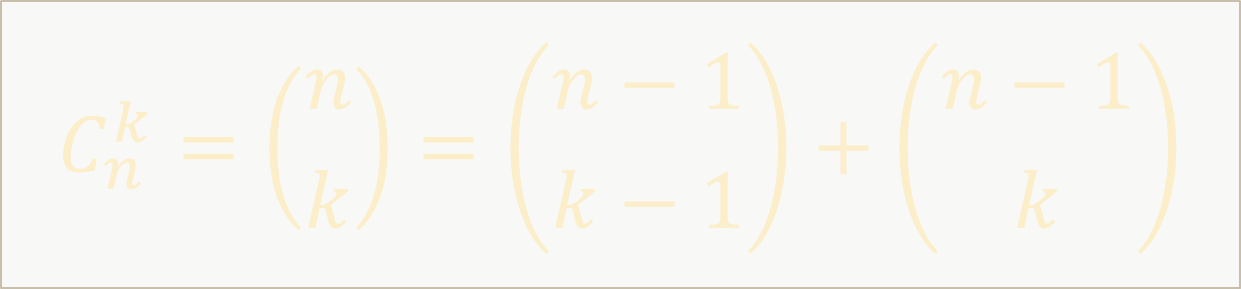 $C_n^k = \binom{n}{k} = \binom{n-1}{k-1} + \binom{n-1}{k}$